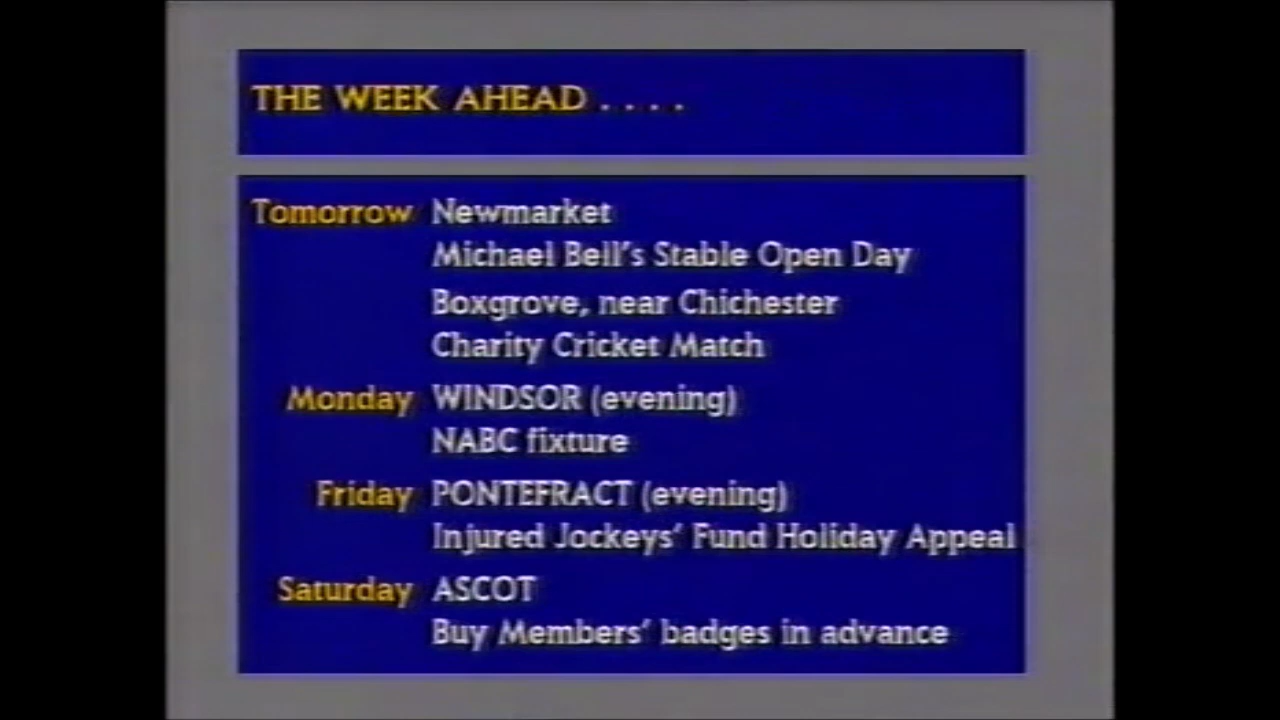 THE WEEK AHEAD . . . .
Tomorrow Newmarket
Michael Bell's Stable Open Day
Boxgrove, near Chichester
Charity Cricket Match
Monday WINDSOR (evening)
NABC fixture
Friday PONTEFRACT (evening)
Injured Jockeys' Fund Holiday Appeal
Saturday ASCOT
Buy Members' badges in advance